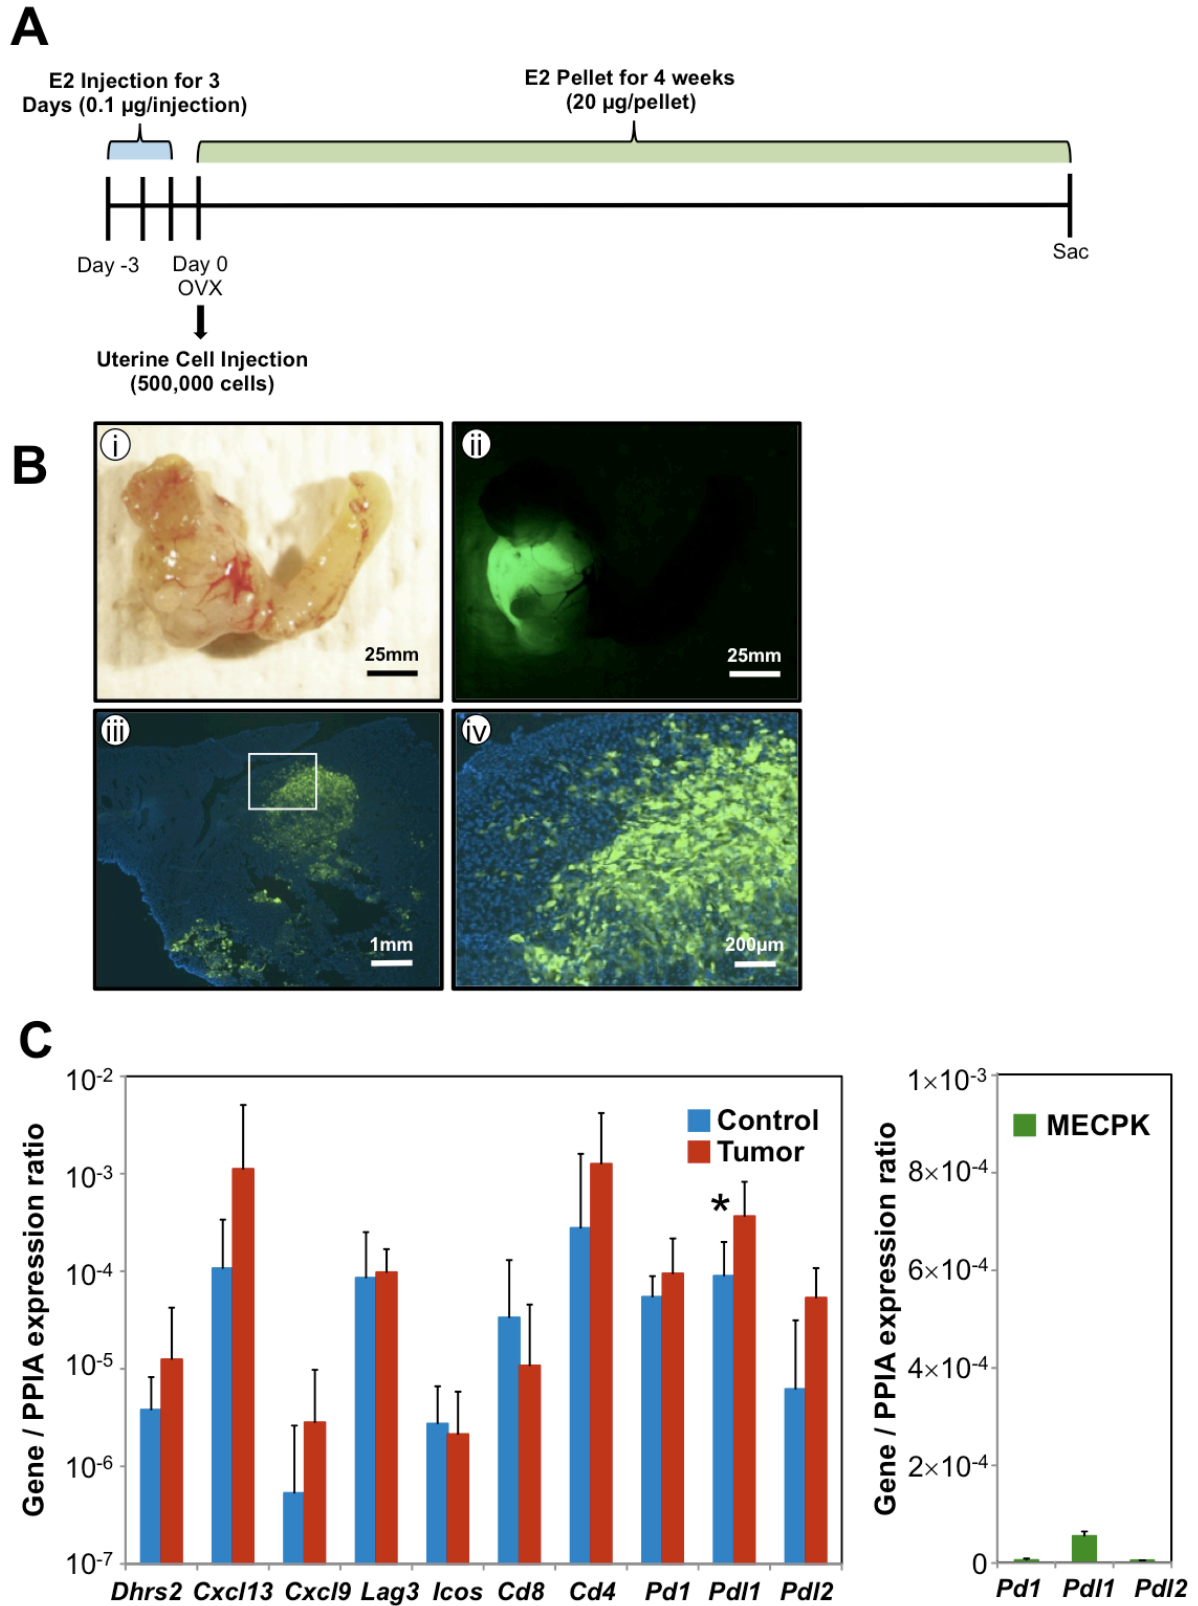 A
E2 Injection for 3
Days (0.1 µg/injection)
E2 Pellet for 4 weeks
(20 µg/pellet)
Day -3
Day 0
OVX
Sac
Uterine Cell Injection
(500,000 cells)
B
i
25mm
ii
25mm
iii
1mm
iv
200µm
C
Gene / PPIA expression ratio
10-2
10-3
10-4
10-5
10-6
10-7
Control
Tumor
*
Dhrs2 Cxcl13 Cxcl9 Lag3 Icos Cd8 Cd4 Pd1 Pdl1 Pdl2
Gene / PPIA expression ratio
1×10-3
8×10-4
6×10-4
4×10-4
2×10-4
0
MECPK
Pd1 Pdl1 Pdl2